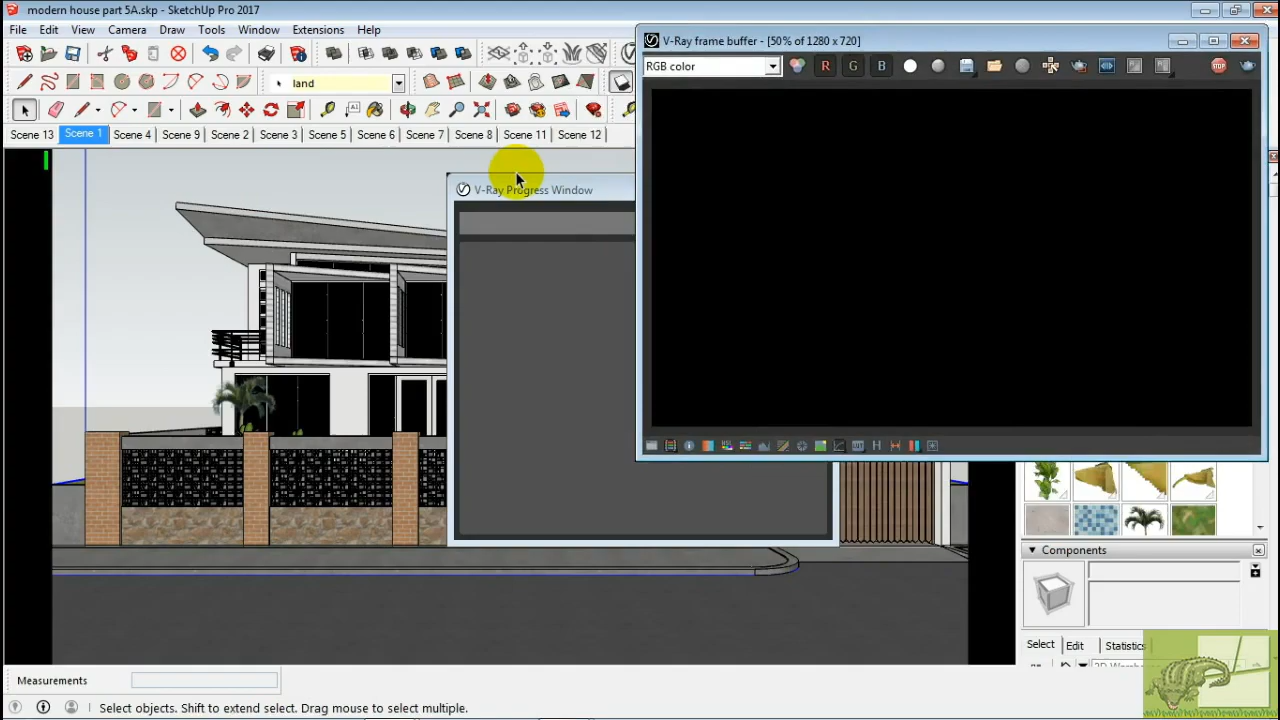 modern house part 5A.skp - SketchUp Pro 2017
File Edit View Camera Draw Tools Window Extensions Help
V-Ray frame buffer - [50% of 1280 x 720]
RGB color
R G B
STOP
land
Scene 13 Scene 1 Scene 4 Scene 9 Scene 2 Scene 3 Scene 5 Scene 6 Scene 7 Scene 8 Scene 11 Scene 12
V-Ray Progress Window
H
Components
Select Edit Statistics
Measurements
Select objects. Shift to extend select. Drag mouse to select multiple.